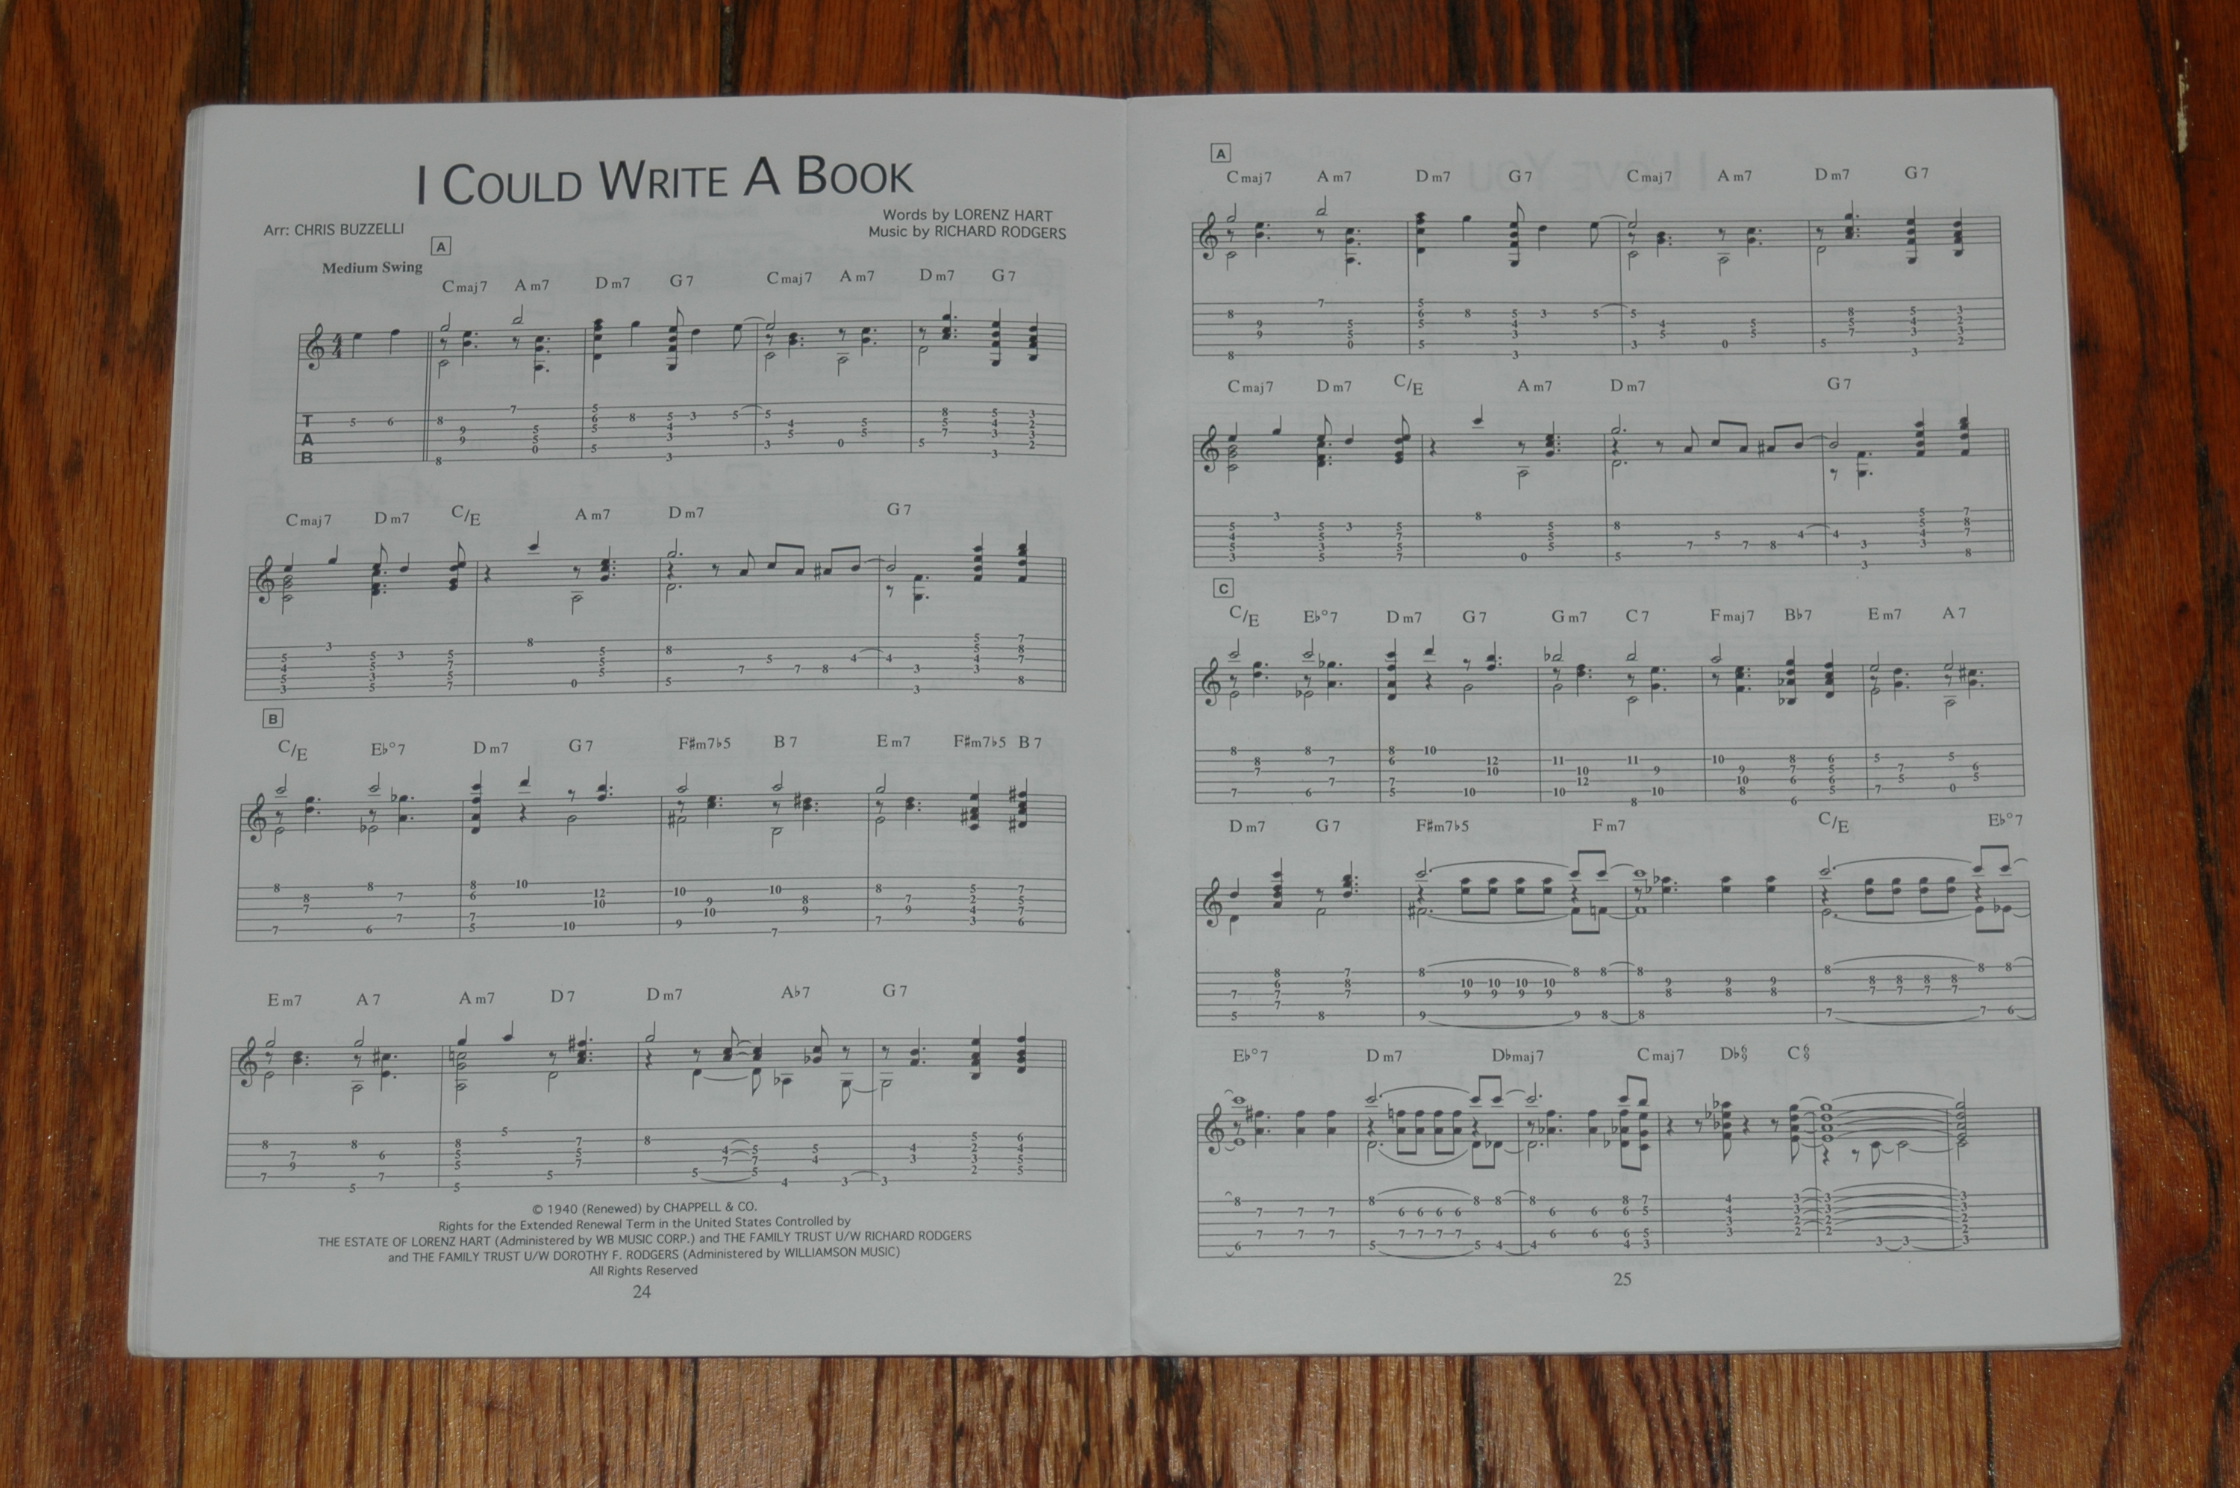 I COULD WRITE A BOOK
Words by LORENZ HART
Arr: CHRIS BUZZELLI
Music by RICHARD RODGERS
A
Medium Swing
Cmaj7 Am7 Dm7 G7 Cmaj7 Am7 Dm7 G7
T
A
B
Cmaj7 Dm7 C/E Am7 Dm7 G7
B
C/E E♭°7 Dm7 G7 F♯m7♭5 B7 Em7 F♯m7♭5 B7
Em7 A7 Am7 D7 Dm7 A♭7 G7
© 1940 (Renewed) by CHAPPELL & CO.
Rights for the Extended Renewal Term in the United States Controlled by
THE ESTATE OF LORENZ HART (Administered by WB MUSIC CORP.) and THE FAMILY TRUST U/W RICHARD RODGERS
and THE FAMILY TRUST U/W DOROTHY F. RODGERS (Administered by WILLIAMSON MUSIC)
All Rights Reserved
24
A
Cmaj7 Am7 Dm7 G7 Cmaj7 Am7 Dm7 G7
Cmaj7 Dm7 C/E Am7 Dm7 G7
C
C/E E♭°7 Dm7 G7 Gm7 C7 Fmaj7 B♭7 Em7 A7
Dm7 G7 F♯m7♭5 Fm7 C/E E♭°7
E♭°7 Dm7 D♭maj7 Cmaj7 D♭6/9 C6/9
25